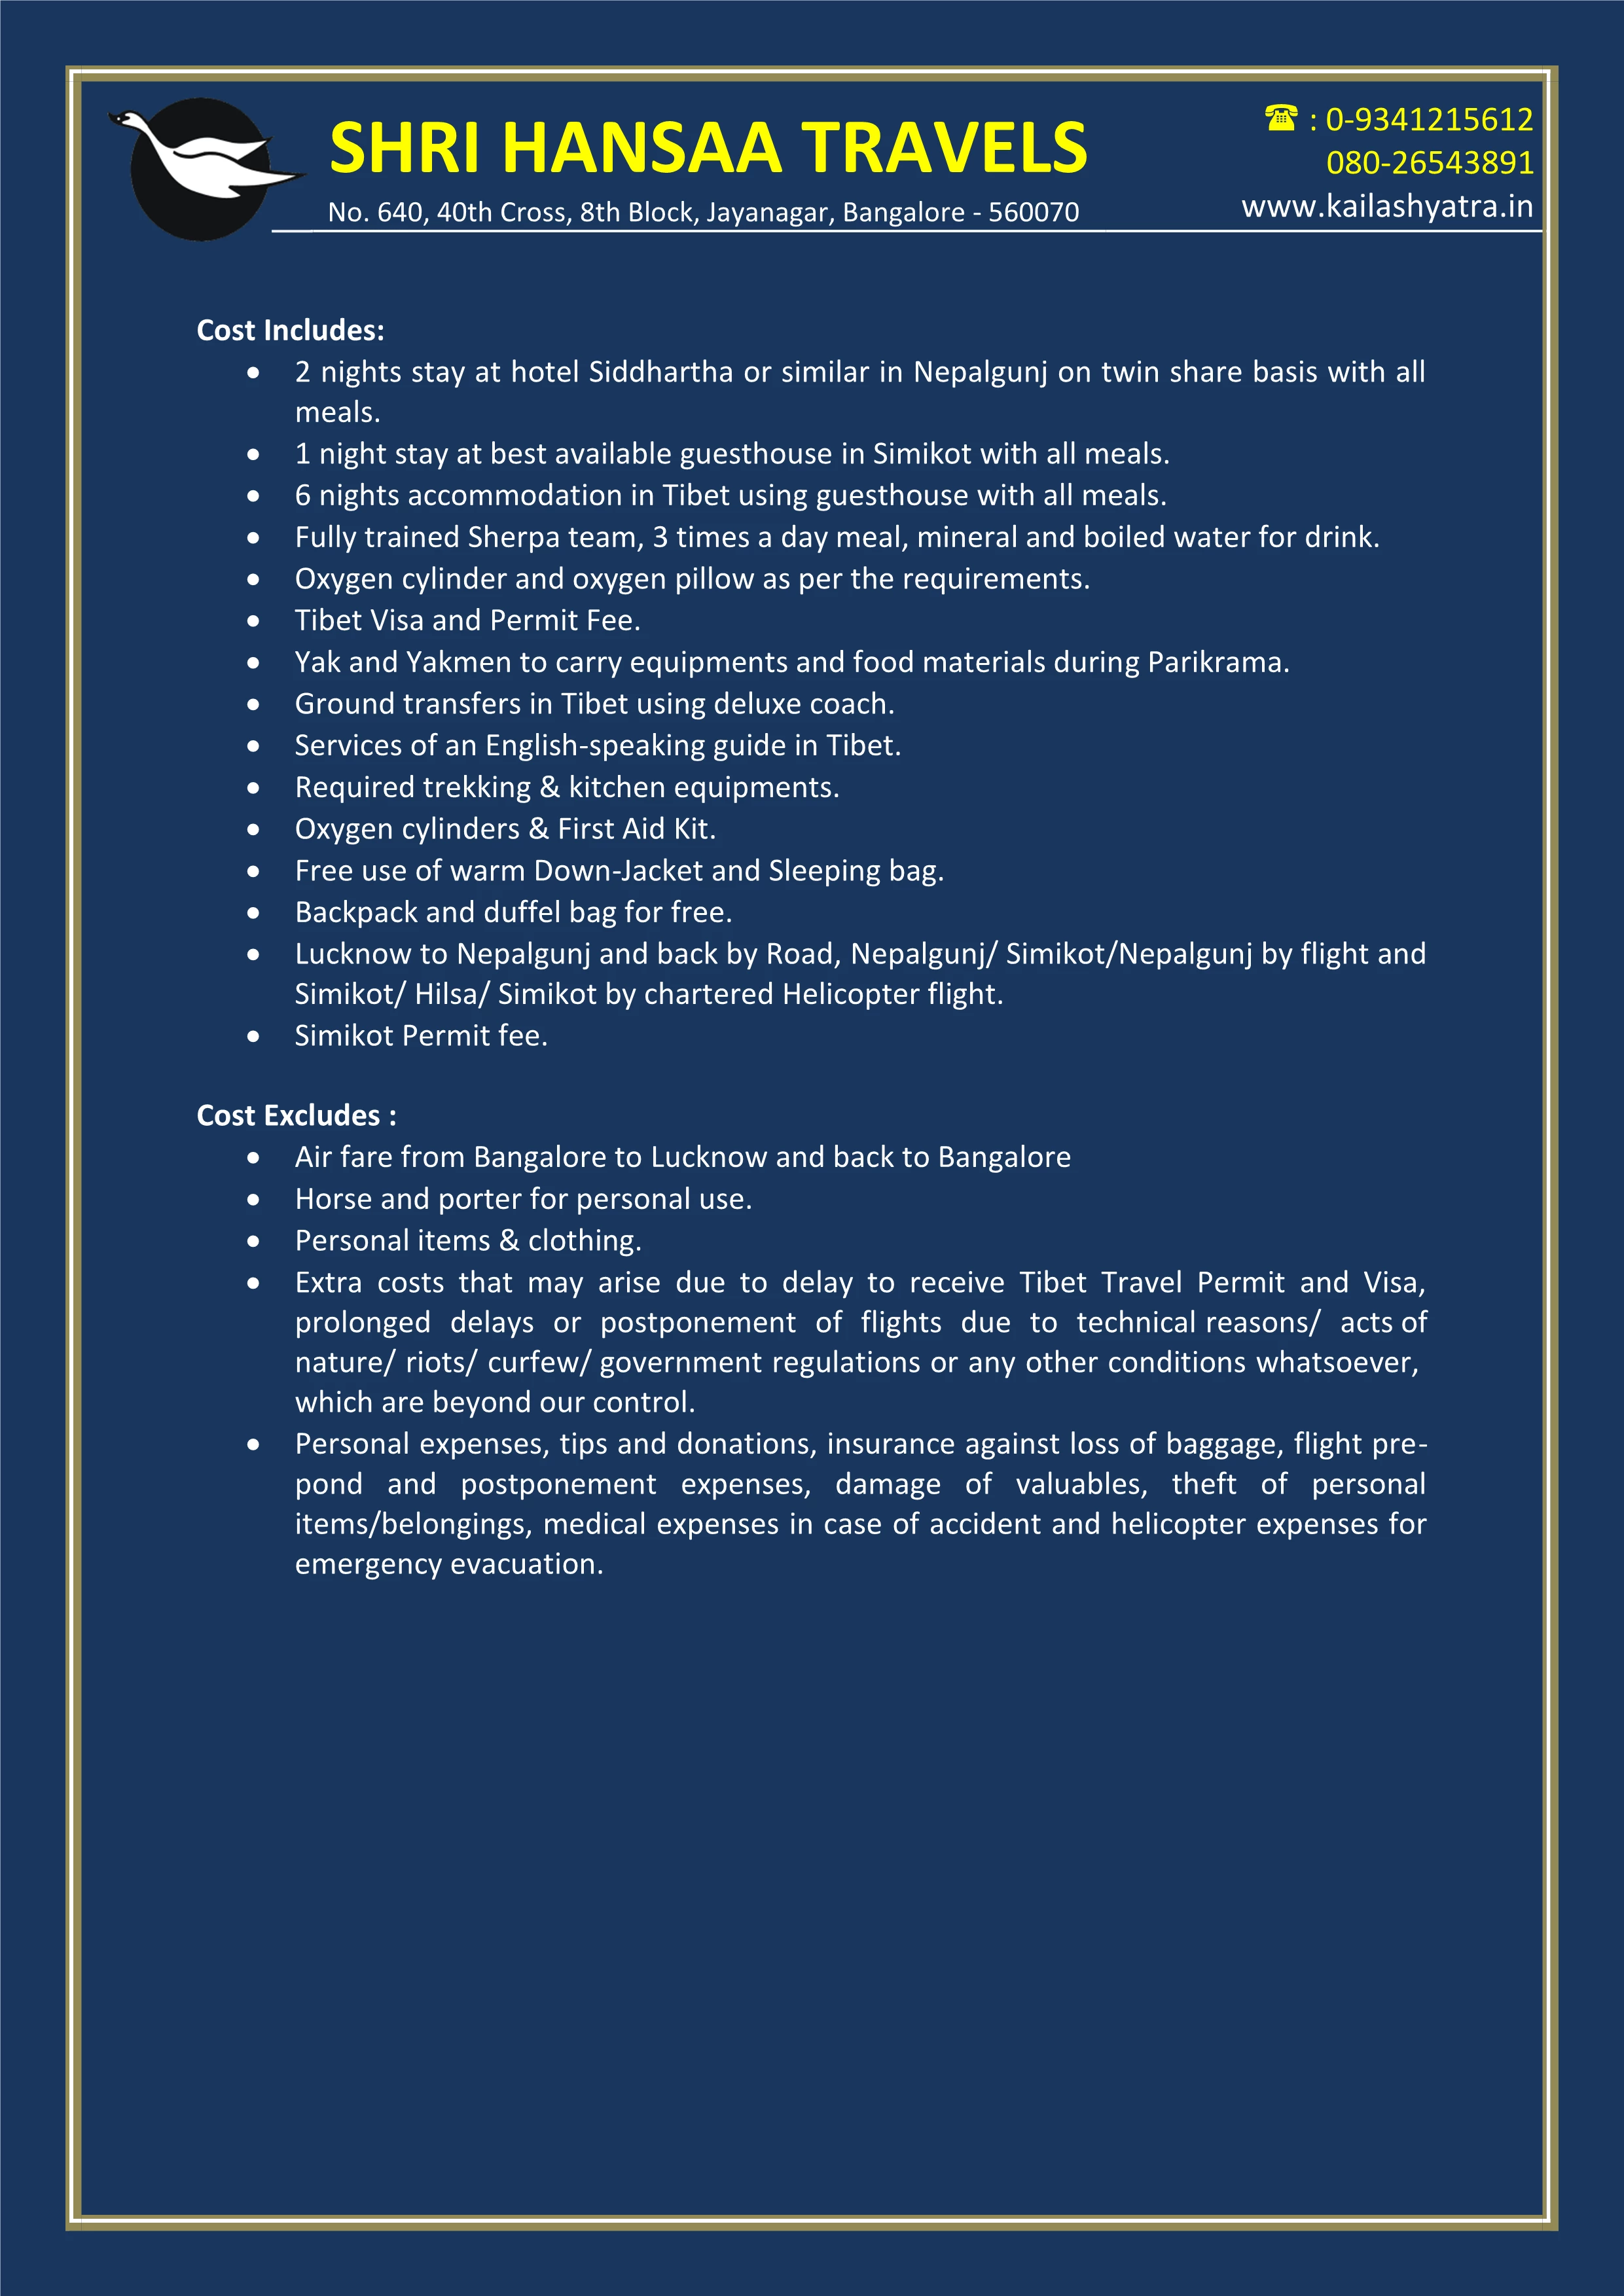 SHRI HANSAA TRAVELS
No. 640, 40th Cross, 8th Block, Jayanagar, Bangalore - 560070
☎ : 0-9341215612
080-26543891
www.kailashyatra.in
Cost Includes:
• 2 nights stay at hotel Siddhartha or similar in Nepalgunj on twin share basis with all
meals.
• 1 night stay at best available guesthouse in Simikot with all meals.
• 6 nights accommodation in Tibet using guesthouse with all meals.
• Fully trained Sherpa team, 3 times a day meal, mineral and boiled water for drink.
• Oxygen cylinder and oxygen pillow as per the requirements.
• Tibet Visa and Permit Fee.
• Yak and Yakmen to carry equipments and food materials during Parikrama.
• Ground transfers in Tibet using deluxe coach.
• Services of an English-speaking guide in Tibet.
• Required trekking & kitchen equipments.
• Oxygen cylinders & First Aid Kit.
• Free use of warm Down-Jacket and Sleeping bag.
• Backpack and duffel bag for free.
• Lucknow to Nepalgunj and back by Road, Nepalgunj/ Simikot/Nepalgunj by flight and
Simikot/ Hilsa/ Simikot by chartered Helicopter flight.
• Simikot Permit fee.
Cost Excludes :
• Air fare from Bangalore to Lucknow and back to Bangalore
• Horse and porter for personal use.
• Personal items & clothing.
• Extra costs that may arise due to delay to receive Tibet Travel Permit and Visa,
prolonged delays or postponement of flights due to technical reasons/ acts of
nature/ riots/ curfew/ government regulations or any other conditions whatsoever,
which are beyond our control.
• Personal expenses, tips and donations, insurance against loss of baggage, flight pre-
pond and postponement expenses, damage of valuables, theft of personal
items/belongings, medical expenses in case of accident and helicopter expenses for
emergency evacuation.